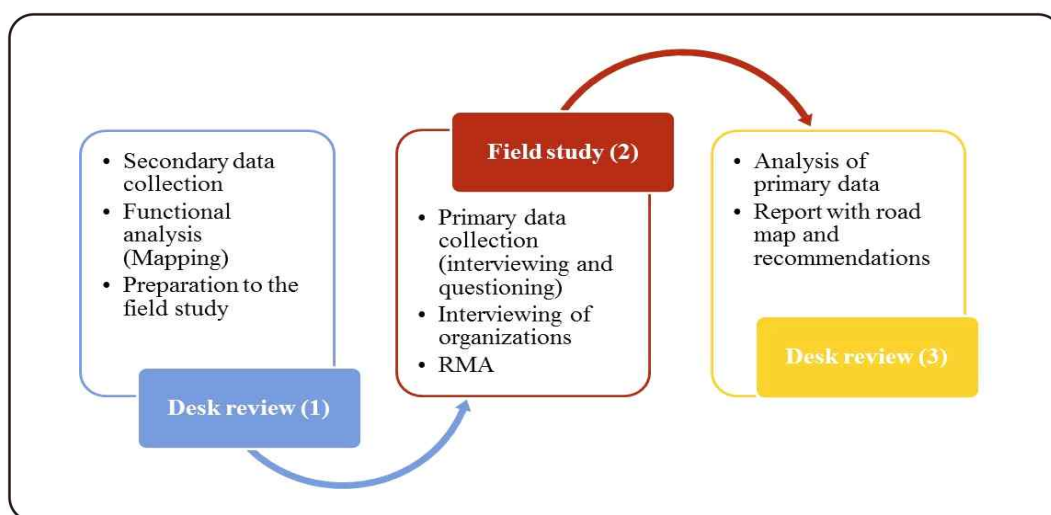 • Secondary data
collection
• Functional
analysis
(Mapping)
• Preparation to the
field study
Desk review (1)
Field study (2)
• Primary data
collection
(interviewing and
questioning)
• Interviewing of
organizations
• RMA
• Analysis of
primary data
• Report with road
map and
recommendations
Desk review (3)